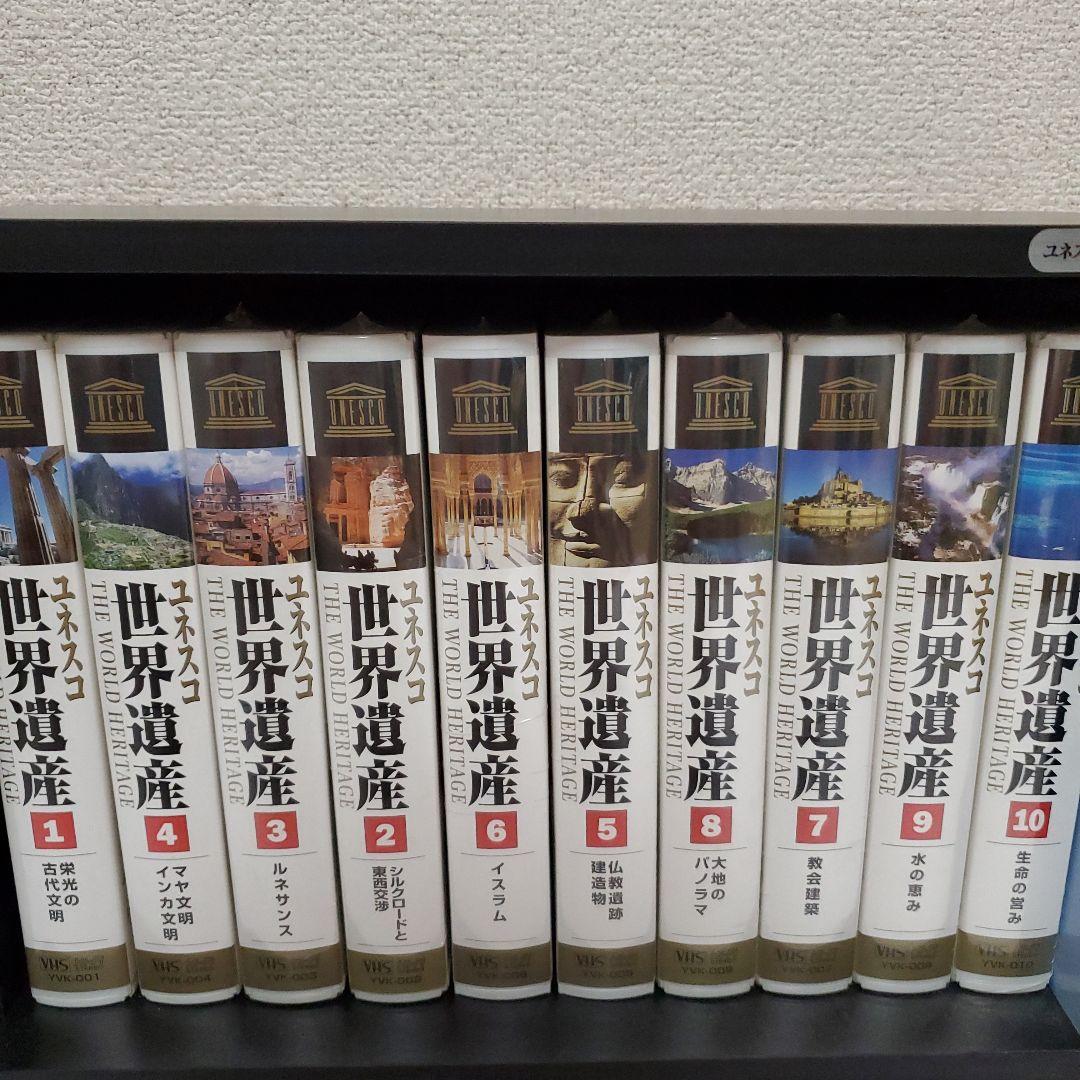 ユネス
UNESCO
世界遺産
1
栄光の
古代文明
VHS
YVK-001
UNESCO
ユネスコ
世界遺産
THE WORLD HERITAGE
4
マヤ文明
インカ文明
VHS
YVK-004
UNESCO
ユネスコ
世界遺産
THE WORLD HERITAGE
3
ルネサンス
VHS
YVK-003
UNESCO
ユネスコ
世界遺産
THE WORLD HERITAGE
2
シルクロードと
東西交渉
VHS
UNESCO
ユネスコ
世界遺産
THE WORLD HERITAGE
6
イスラム
VHS
UNESCO
ユネスコ
世界遺産
THE WORLD HERITAGE
5
仏教遺跡
建造物
VHS
UNESCO
ユネスコ
世界遺産
THE WORLD HERITAGE
8
大地の
パノラマ
VHS
UNESCO
ユネスコ
世界遺産
THE WORLD HERITAGE
7
教会建築
VHS
UNESCO
ユネスコ
世界遺産
THE WORLD HERITAGE
9
水の恵み
VHS
ユネスコ
世界遺産
THE WORLD HERITAGE
10
生命の営み
VHS
YVK-010